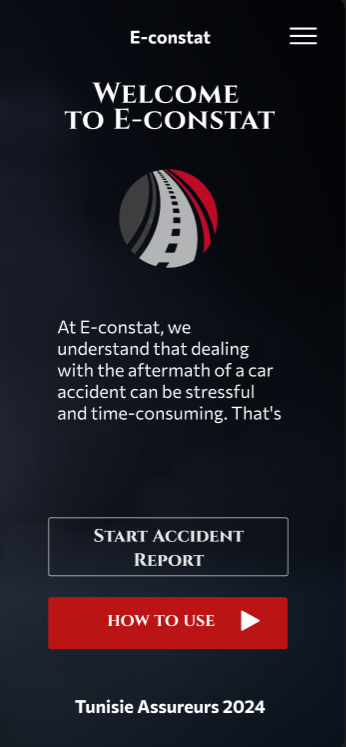 E-constat
Welcome
to E-constat
At E-constat, we
understand that dealing
with the aftermath of a car
accident can be stressful
and time-consuming. That's
Start Accident
Report
how to use
Tunisie Assureurs 2024